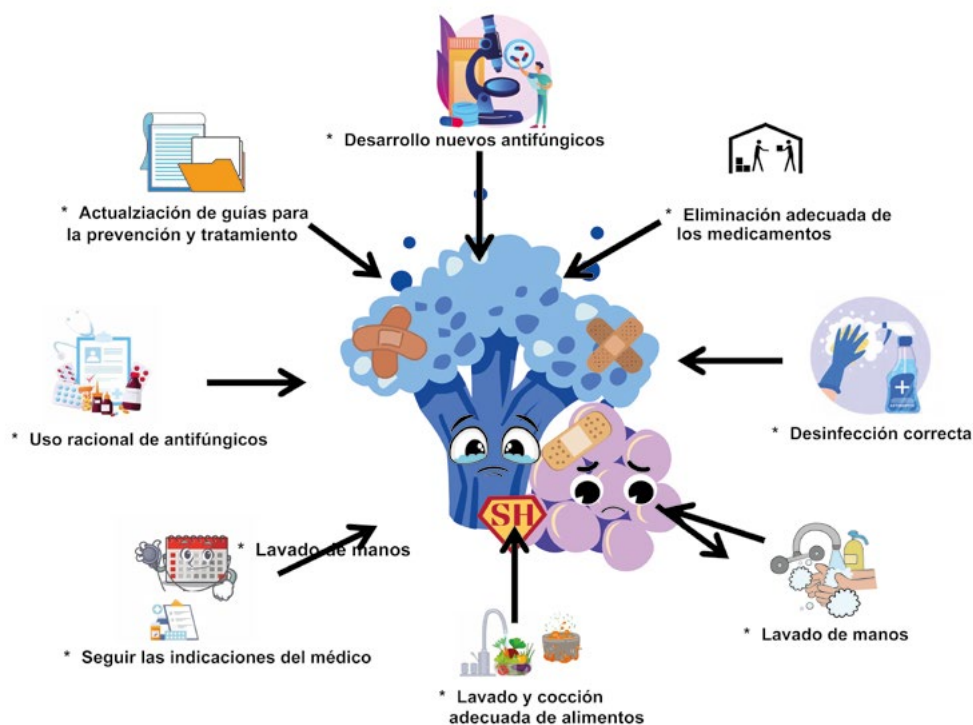 * Desarrollo nuevos antifúngicos
* Actualziación de guías para
la prevención y tratamiento
* Eliminación adecuada de
los medicamentos
* Uso racional de antifúngicos
* Desinfección correcta
SH
* Lavado de manos
* Seguir las indicaciones del médico
* Lavado de manos
* Lavado y cocción
adecuada de alimentos